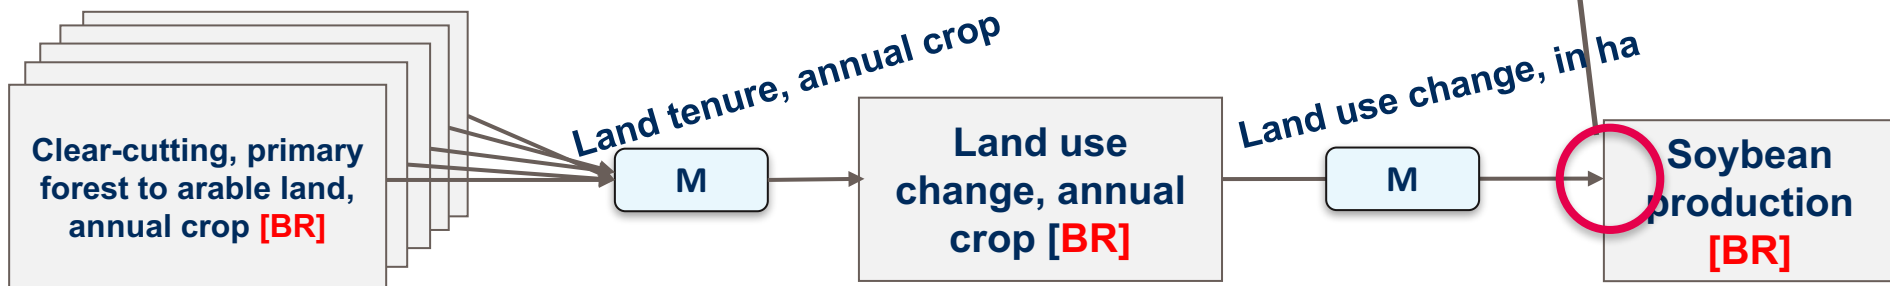 Clear-cutting, primary
forest to arable land,
annual crop [BR]
Land tenure, annual crop
M
Land use
change, annual
crop [BR]
Land use change, in ha
M
Soybean
production
[BR]